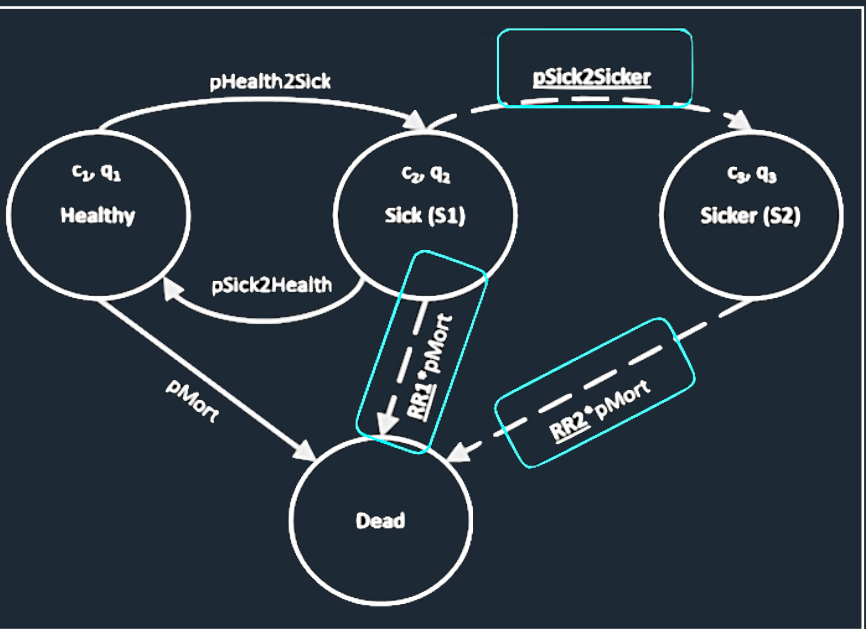 pHealth2Sick
pSick2Sicker
c₁, q₁
Healthy
c₂, q₂
Sick (S1)
c₃, q₃
Sicker (S2)
pSick2Health
RR1*pMort
pMort
RR2*pMort
Dead